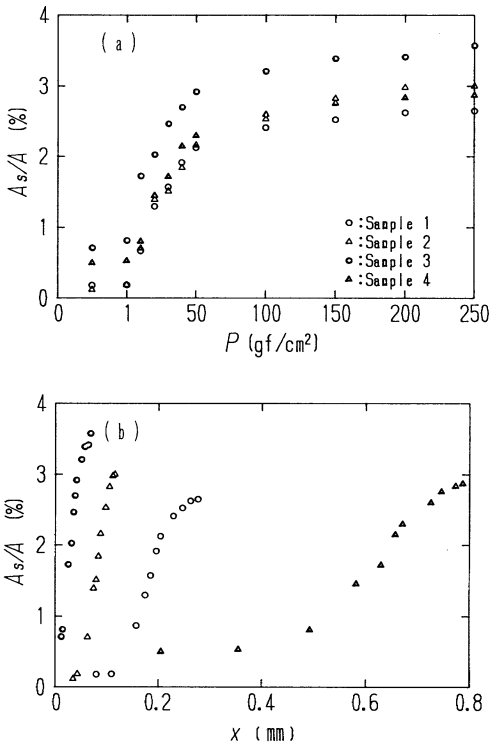 (a)
4
3
2
1
0
As/A (%)
○:Sample 1
△:Sample 2
●:Sample 3
▲:Sample 4
0 1 50 100 150 200 250
P (gf/cm²)
(b)
4
3
2
1
0
As/A (%)
0 0.2 0.4 0.6 0.8
x (mm)